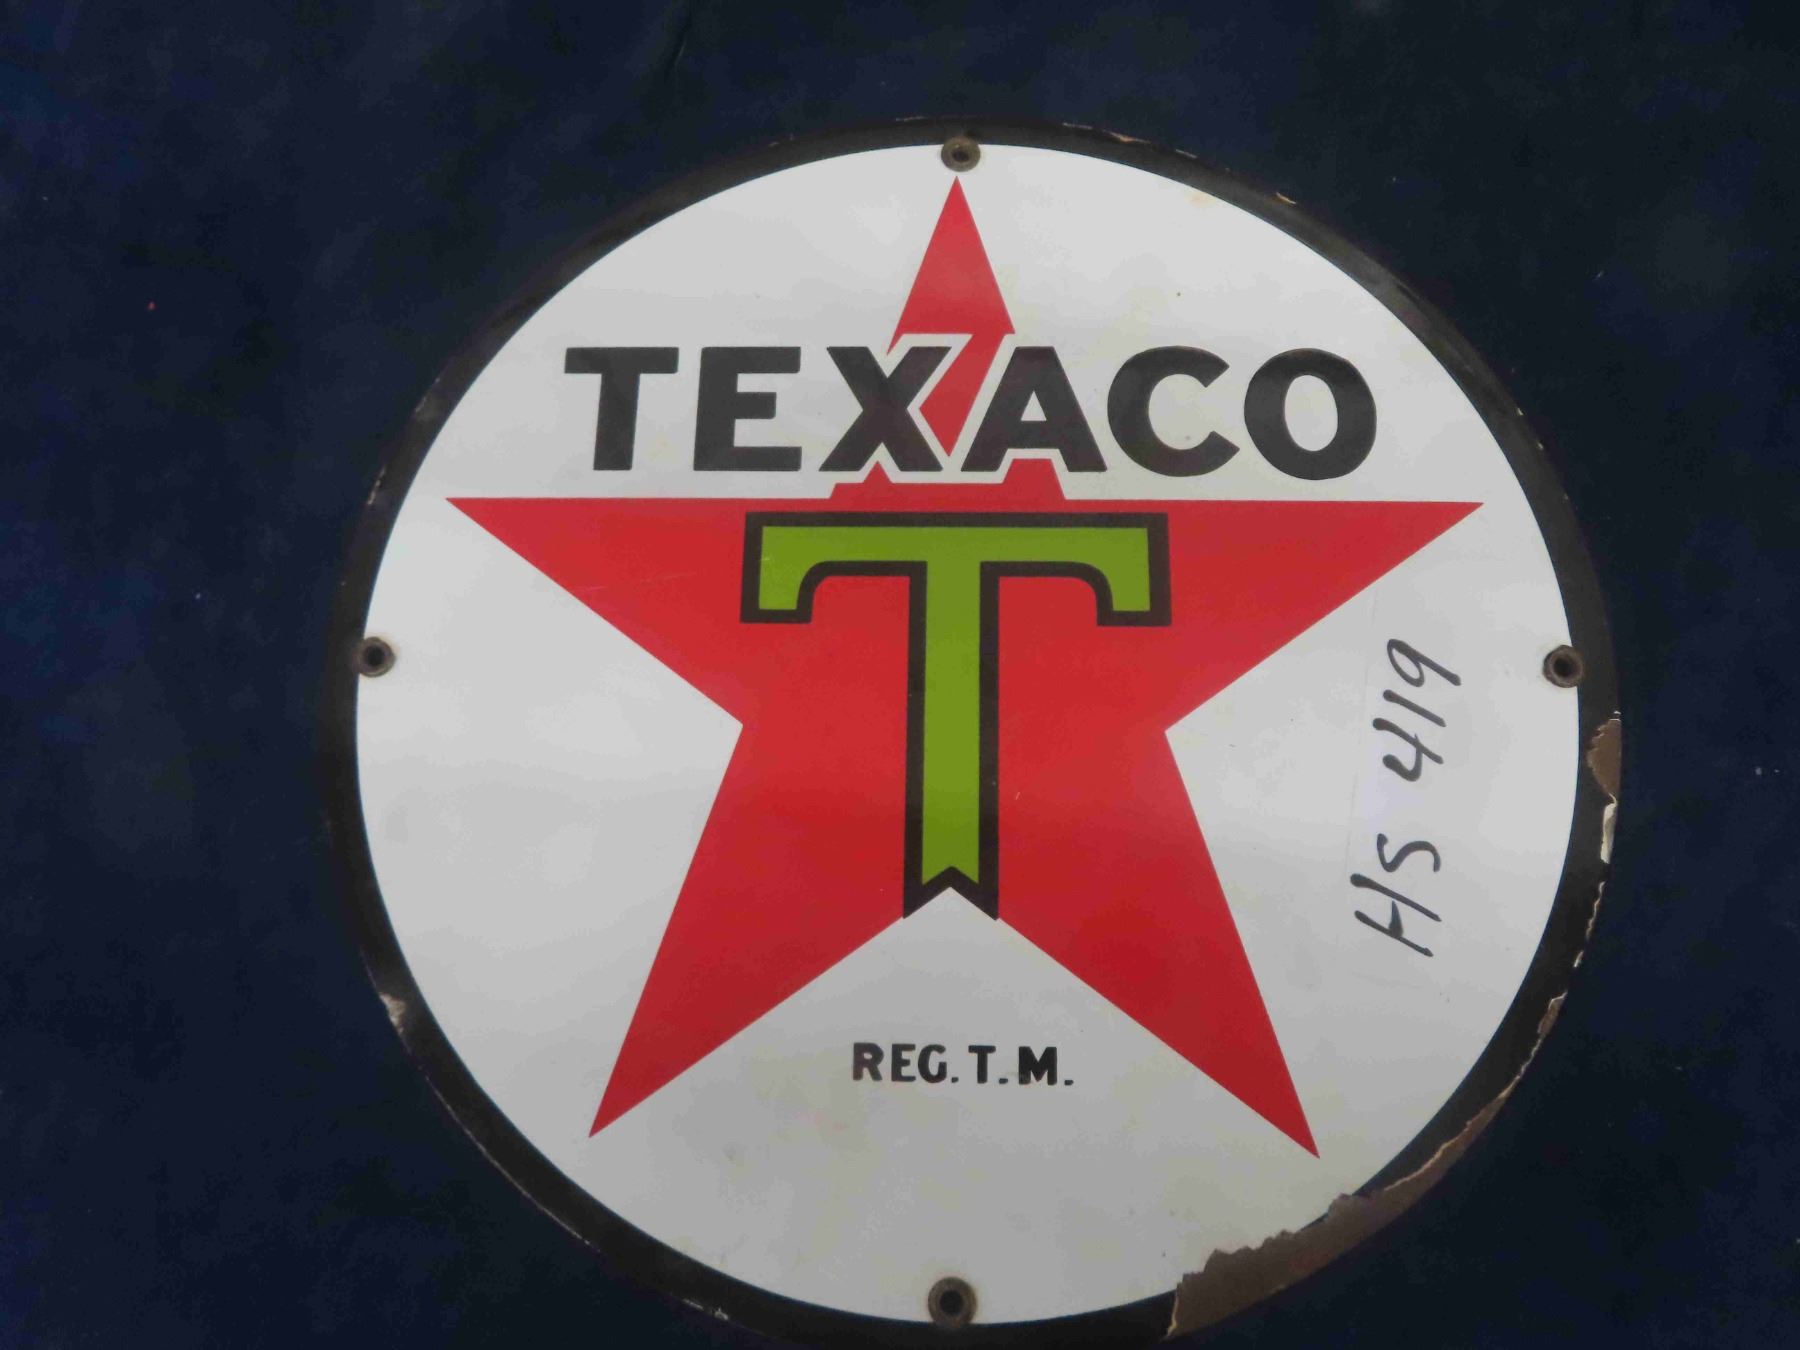 TEXACO
T
REG. T. M.
HS 419